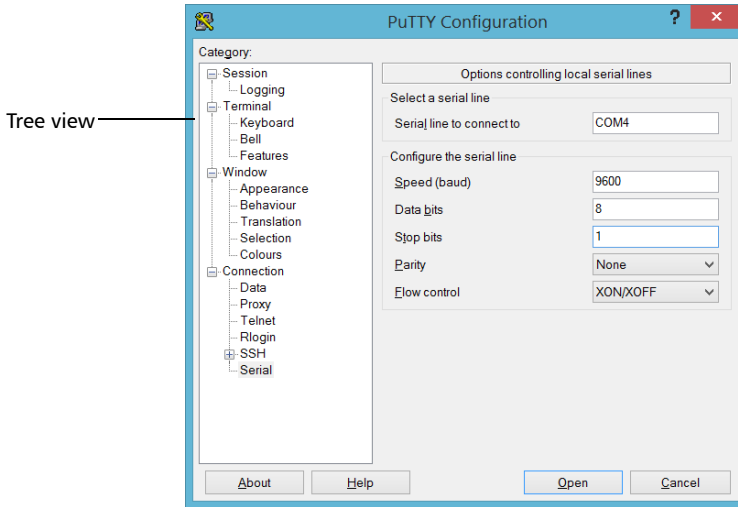 PuTTY Configuration
?
×
Category:
Session
Logging
Terminal
Keyboard
Bell
Features
Window
Appearance
Behaviour
Translation
Selection
Colours
Connection
Data
Proxy
Telnet
Rlogin
SSH
Serial
Tree view
Options controlling local serial lines
Select a serial line
Serial line to connect to COM4
Configure the serial line
Speed (baud) 9600
Data bits 8
Stop bits 1
Parity None
Flow control XON/XOFF
About Help Open Cancel